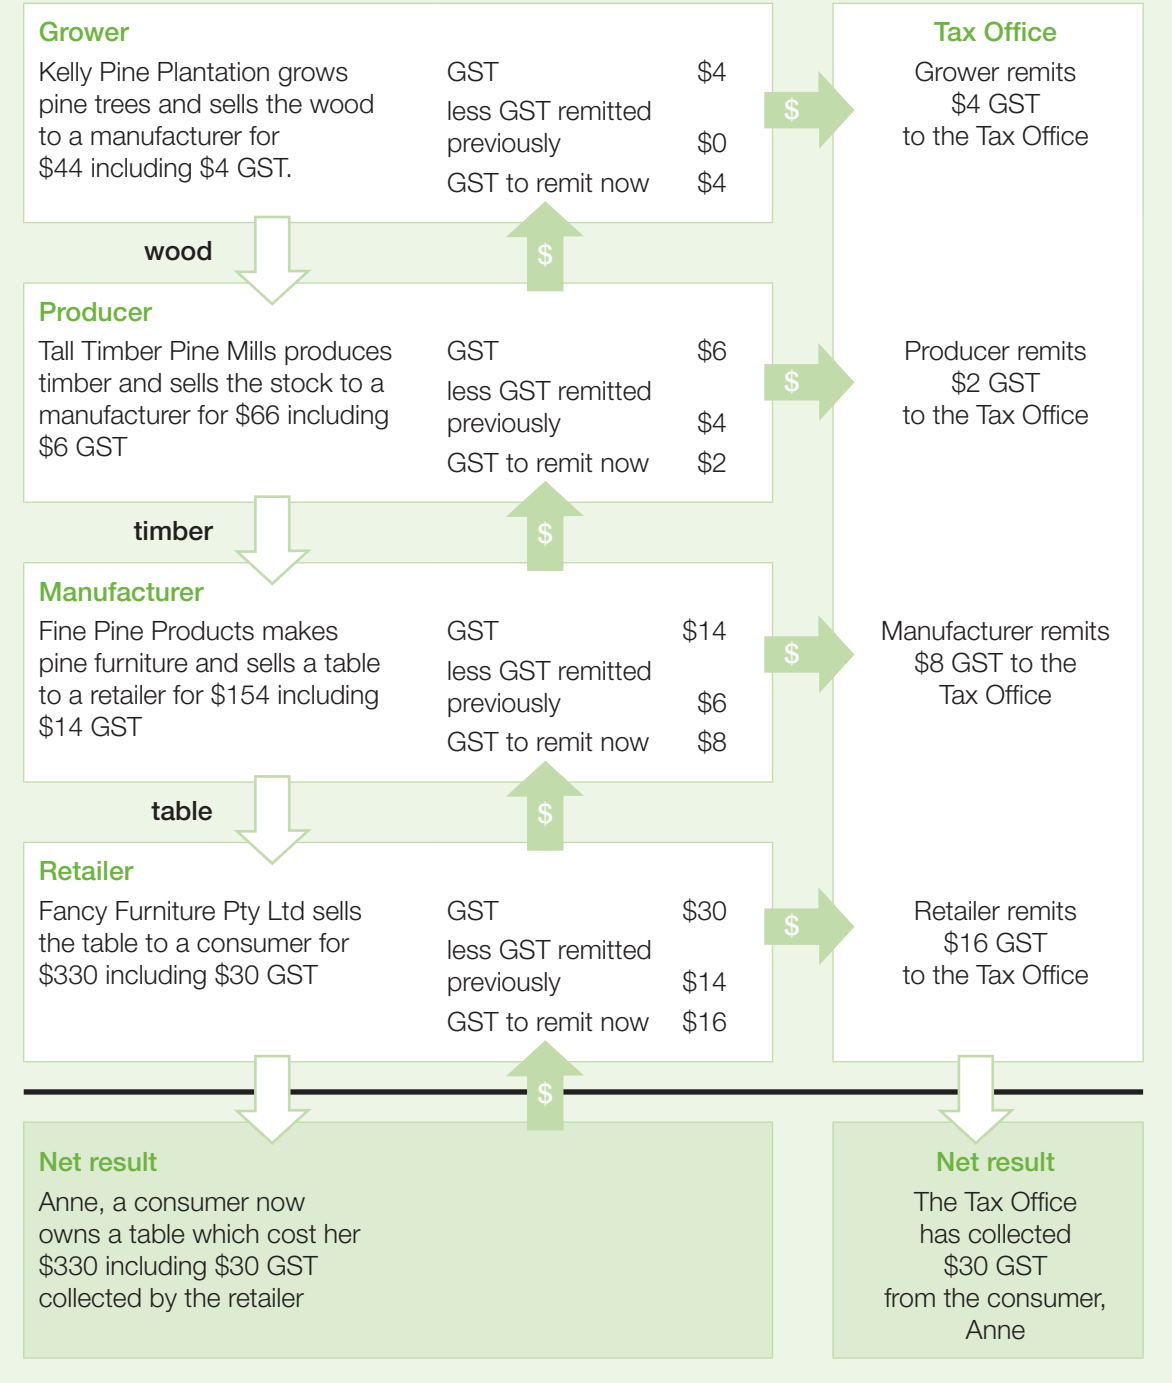 Grower
Kelly Pine Plantation grows
pine trees and sells the wood
to a manufacturer for
$44 including $4 GST.
GST $4
less GST remitted
previously $0
GST to remit now $4
$
Tax Office
Grower remits
$4 GST
to the Tax Office
wood
$
Producer
Tall Timber Pine Mills produces
timber and sells the stock to a
manufacturer for $66 including
$6 GST
GST $6
less GST remitted
previously $4
GST to remit now $2
$
Producer remits
$2 GST
to the Tax Office
timber
$
Manufacturer
Fine Pine Products makes
pine furniture and sells a table
to a retailer for $154 including
$14 GST
GST $14
less GST remitted
previously $6
GST to remit now $8
$
Manufacturer remits
$8 GST to the
Tax Office
table
$
Retailer
Fancy Furniture Pty Ltd sells
the table to a consumer for
$330 including $30 GST
GST $30
less GST remitted
previously $14
GST to remit now $16
$
Retailer remits
$16 GST
to the Tax Office
$
Net result
Anne, a consumer now
owns a table which cost her
$330 including $30 GST
collected by the retailer
Net result
The Tax Office
has collected
$30 GST
from the consumer,
Anne